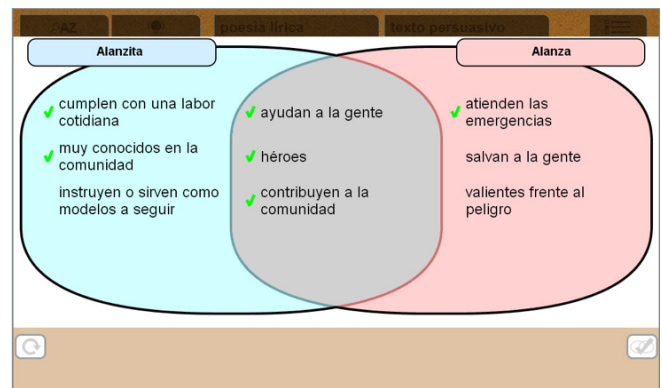 AZ
poesía lírica
texto persuasivo
Alanzita
Alanza
cumplen con una labor
cotidiana
muy conocidos en la
comunidad
instruyen o sirven como
modelos a seguir
ayudan a la gente
héroes
contribuyen a la
comunidad
atienden las
emergencias
salvan a la gente
valientes frente al
peligro